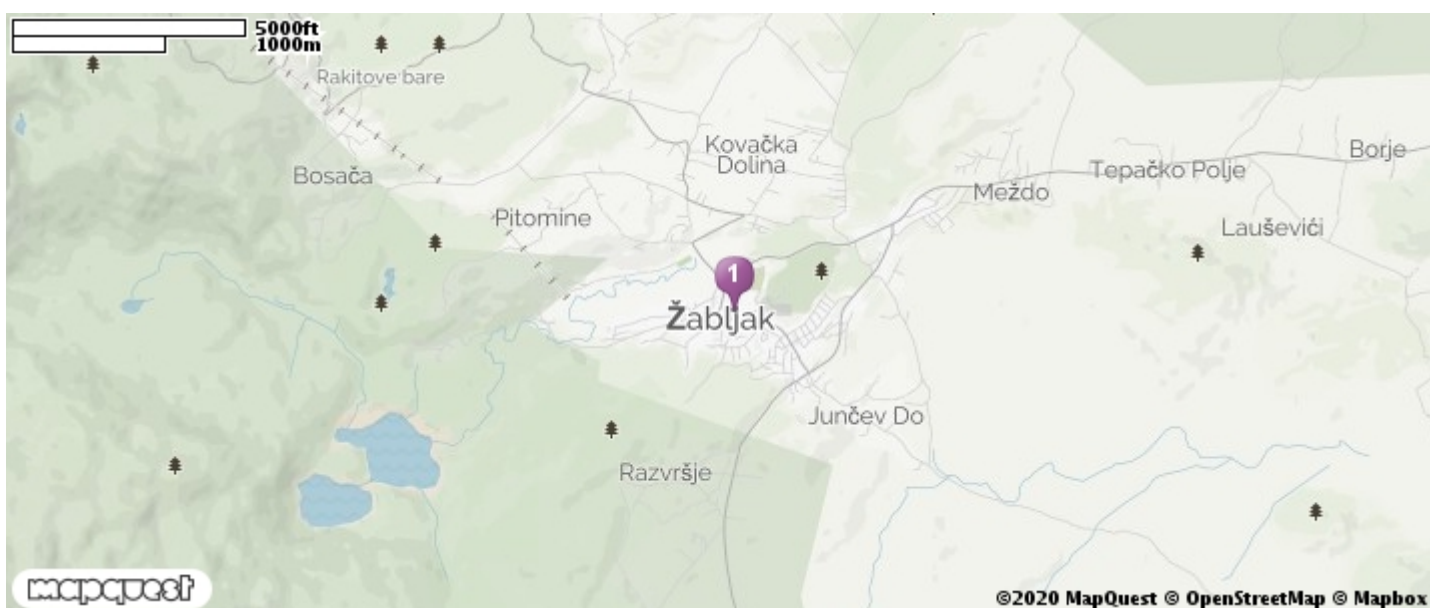 5000ft
1000m
Rakitove bare
Kovačka
Dolina
Borje
Bosača
Tepačko Polje
Meždo
Pitomine
Lauševići
1
Žabljak
Junčev Do
Razvršje
mapquest
©2020 MapQuest © OpenStreetMap © Mapbox